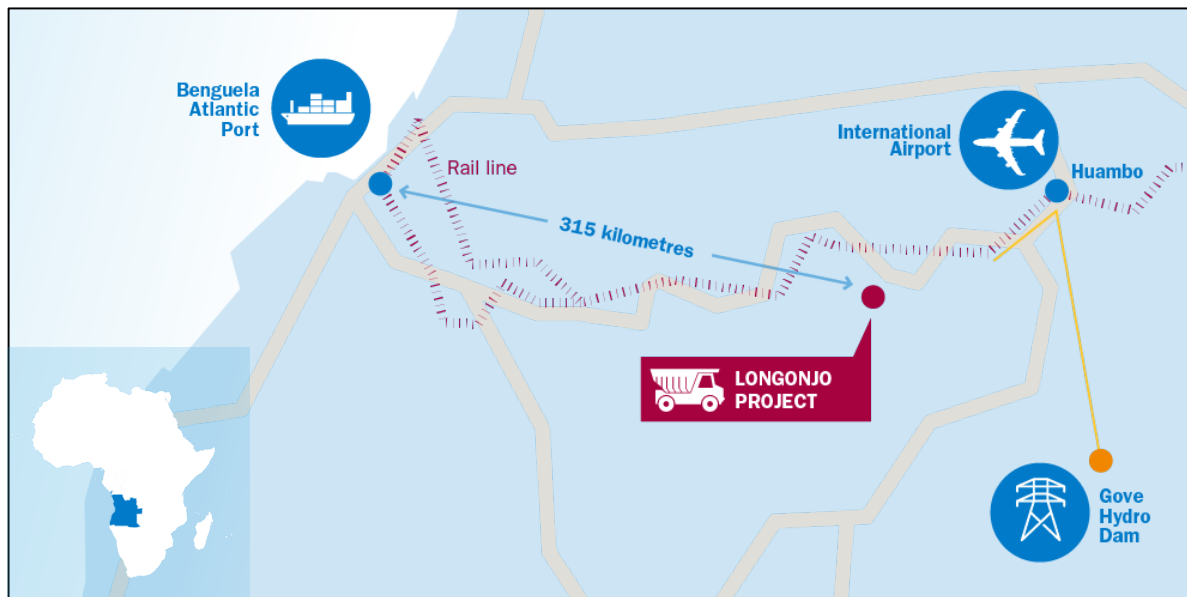 Benguela
Atlantic
Port
Rail line
315 kilometres
International
Airport
Huambo
LONGONJO
PROJECT
Gove
Hydro
Dam